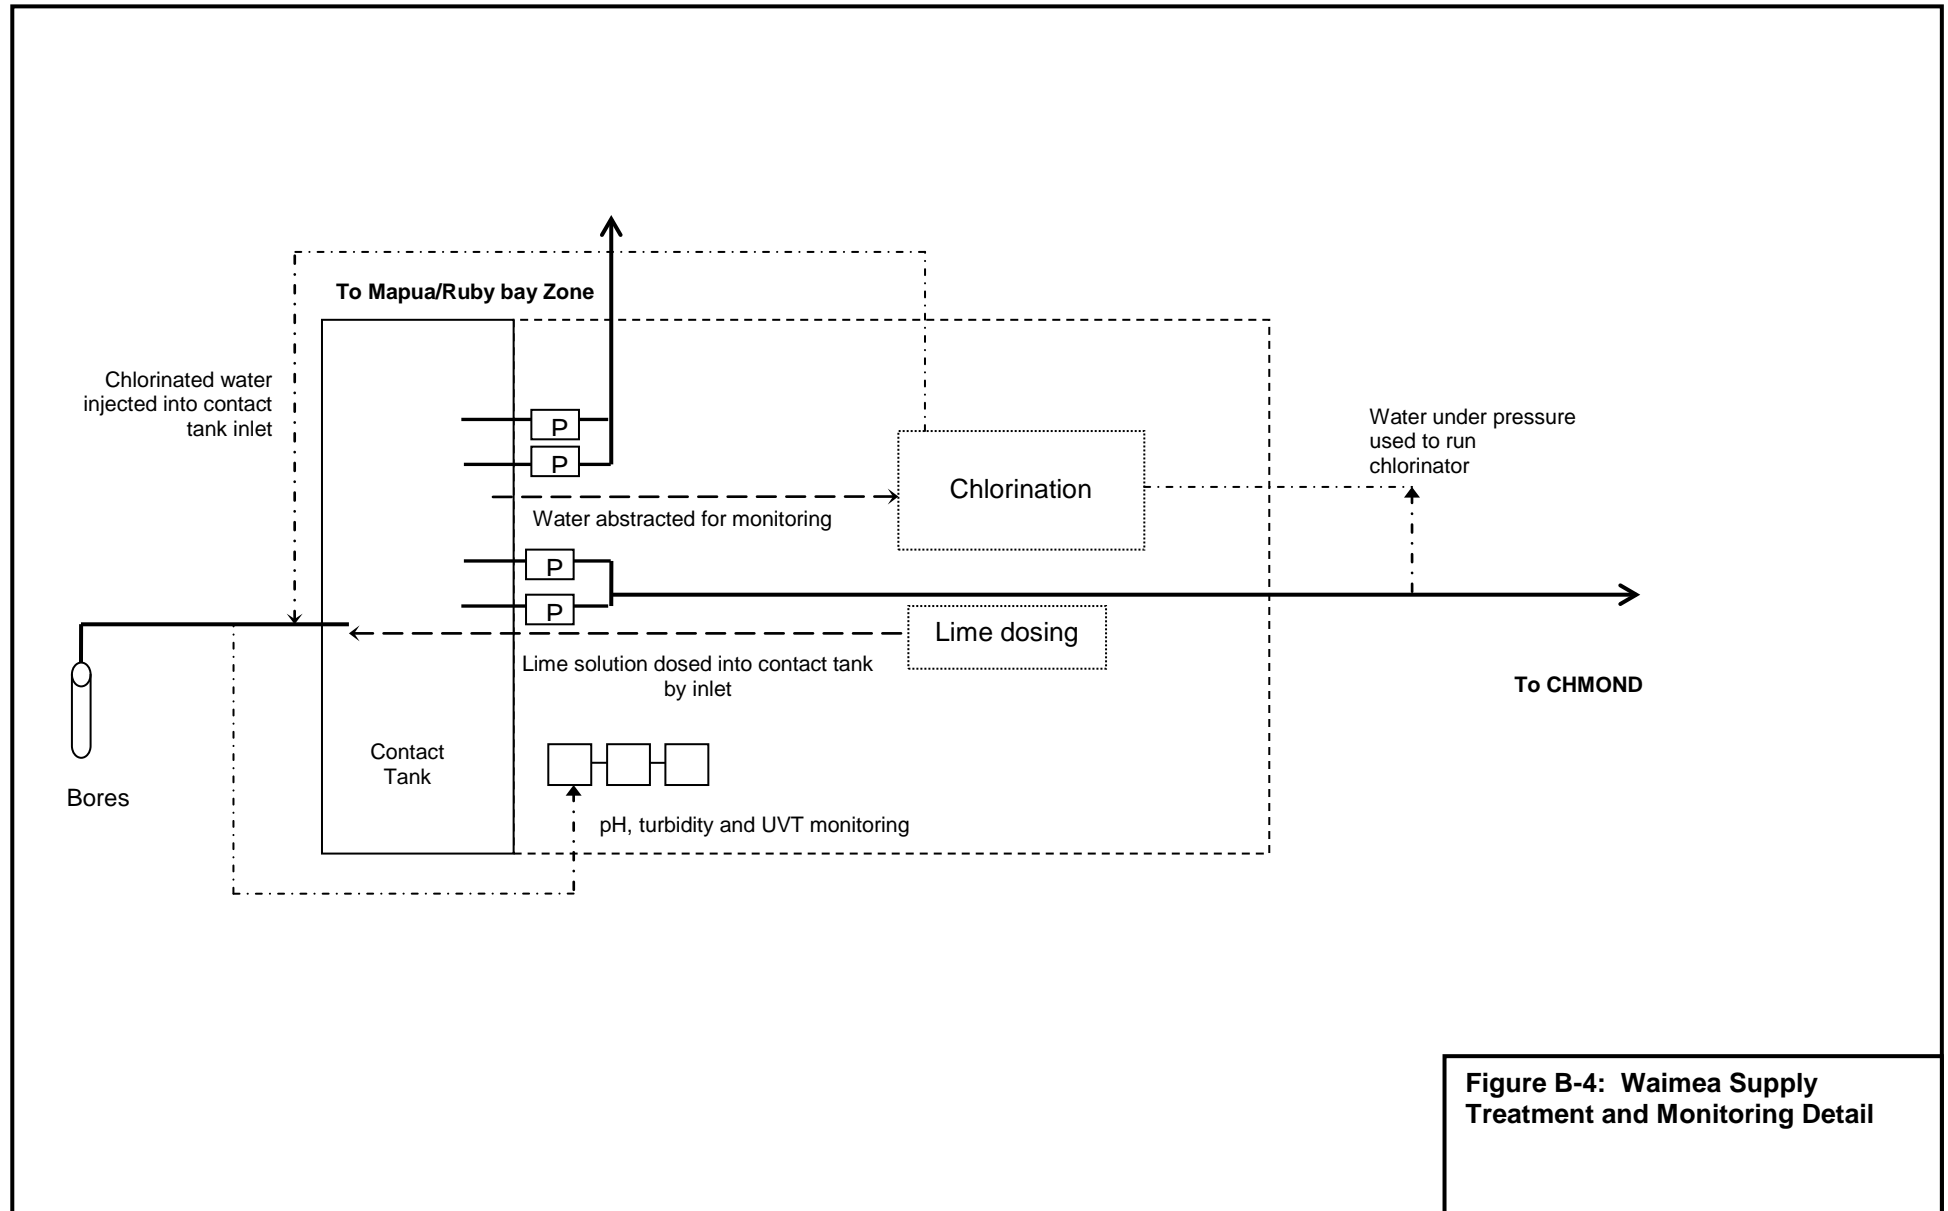 To Mapua/Ruby bay Zone
Chlorinated water
injected into contact
tank inlet
P
P
Chlorination
Water under pressure
used to run
chlorinator
Water abstracted for monitoring
P
P
Lime dosing
Lime solution dosed into contact tank
by inlet
To CHMOND
Contact
Tank
Bores
pH, turbidity and UVT monitoring
Figure B-4: Waimea Supply
Treatment and Monitoring Detail